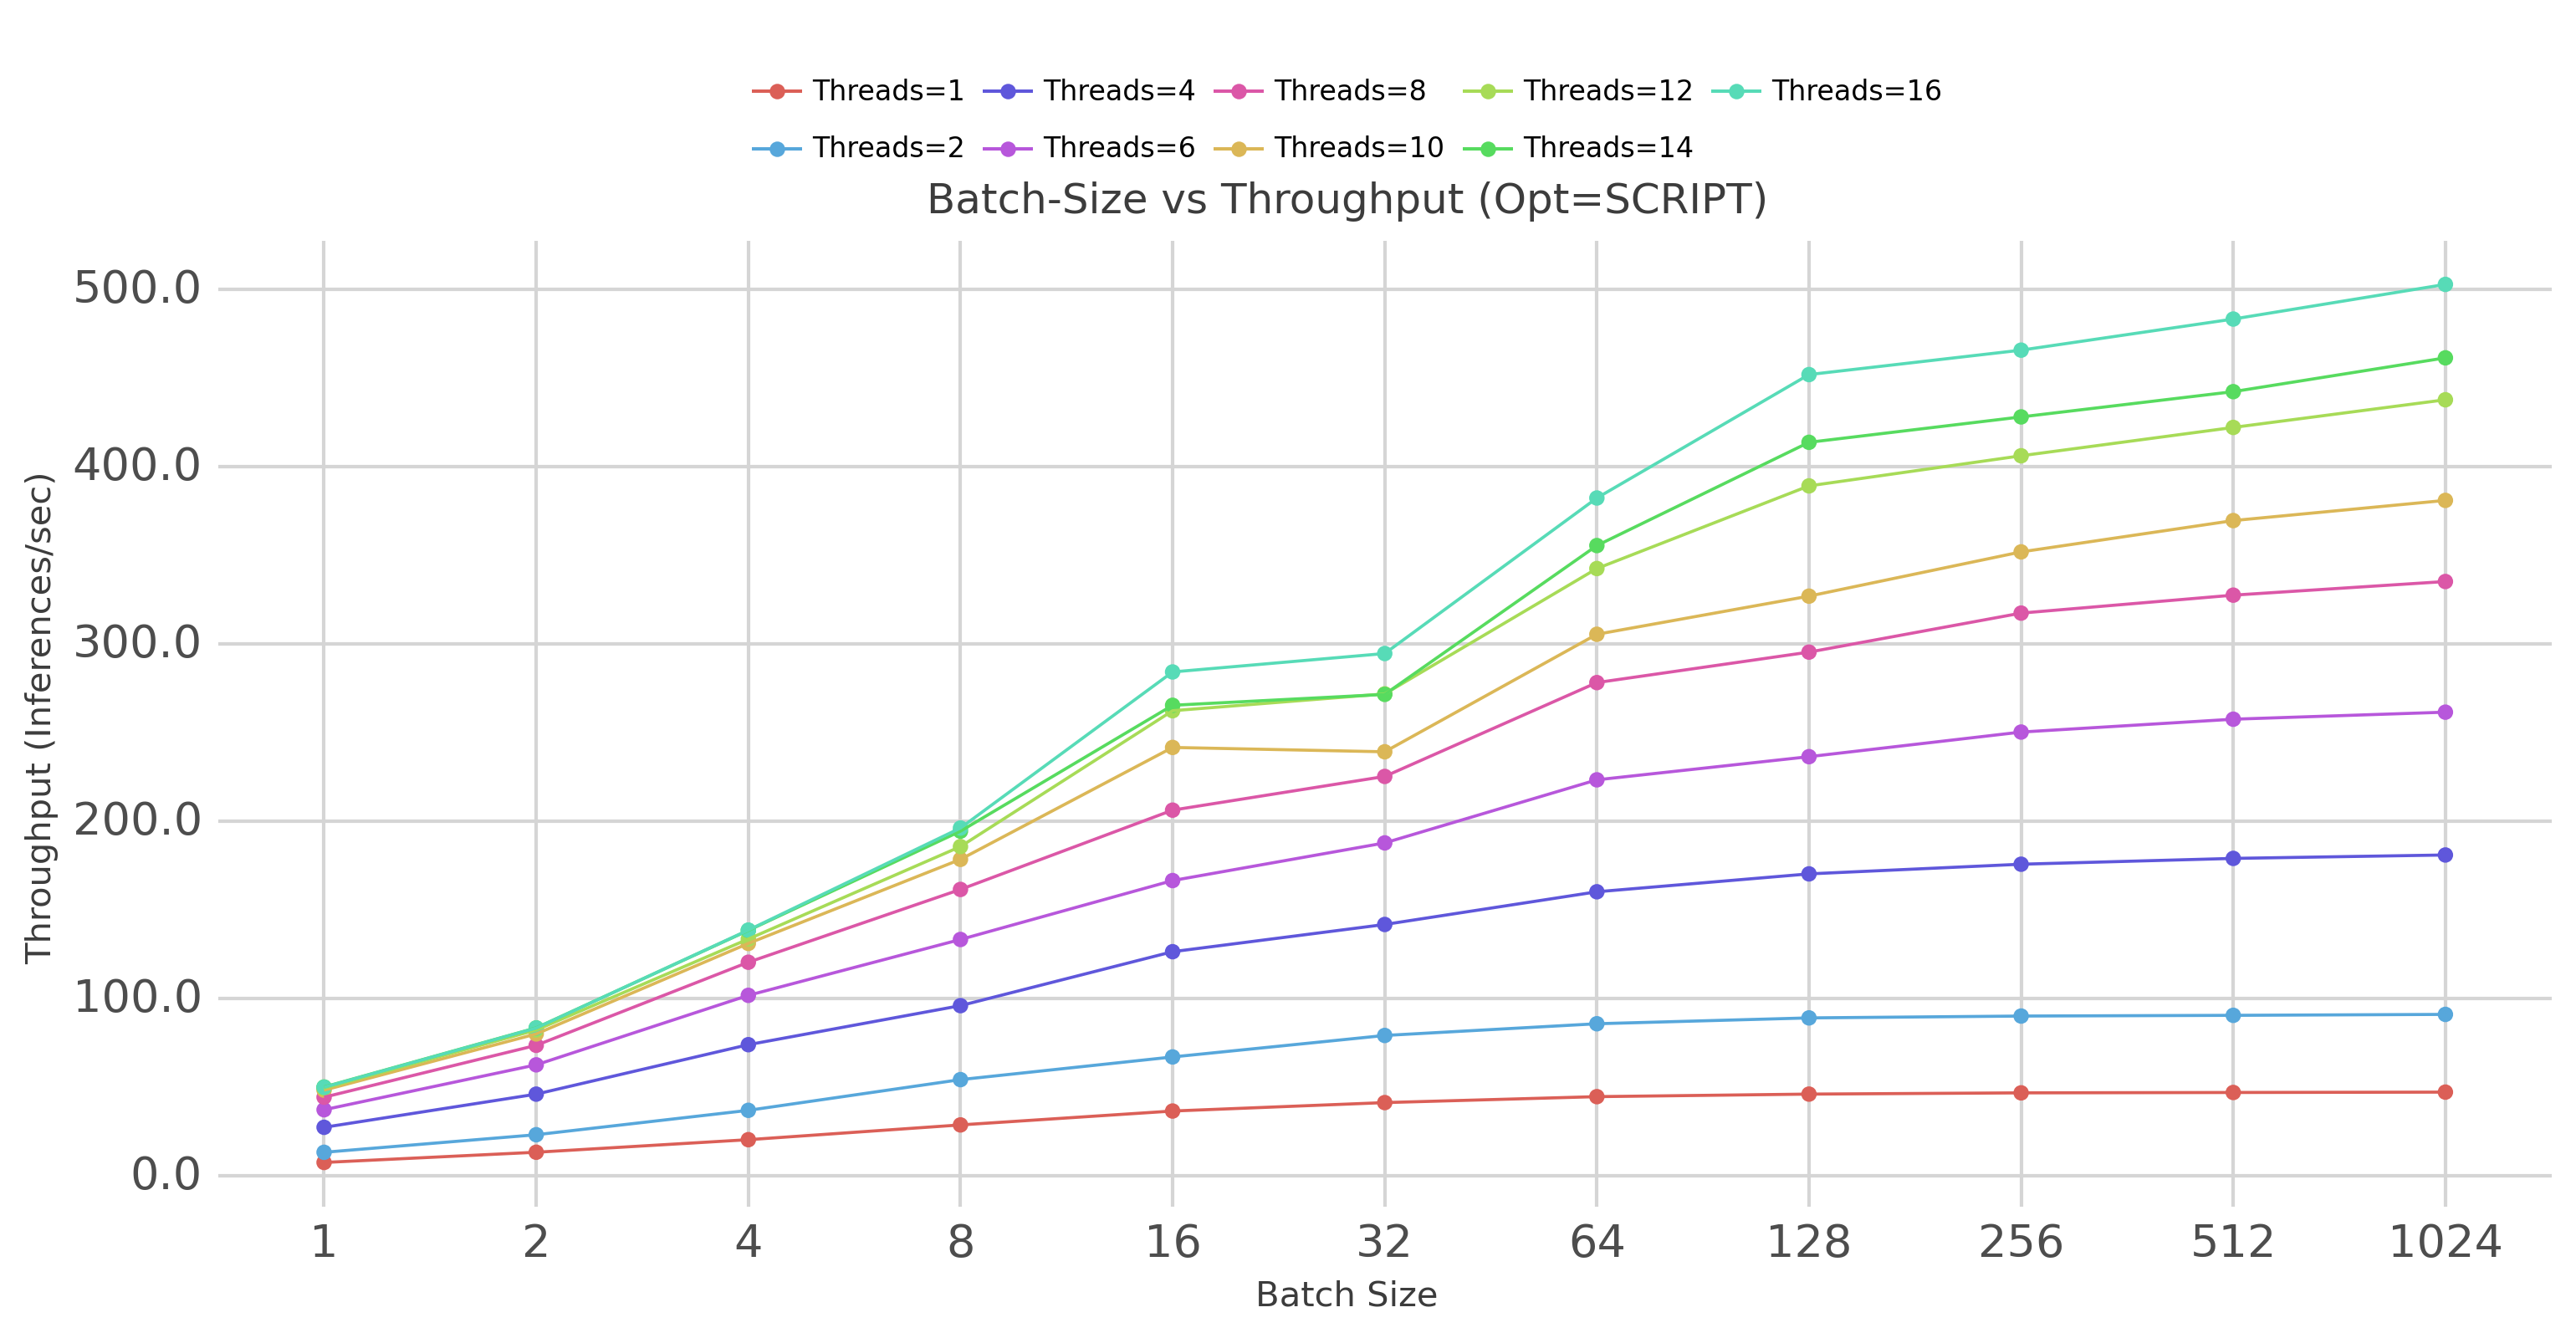 Threads=1 Threads=4 Threads=8 Threads=12 Threads=16
Threads=2 Threads=6 Threads=10 Threads=14
Batch-Size vs Throughput (Opt=SCRIPT)
Throughput (Inferences/sec)
500.0
400.0
300.0
200.0
100.0
0.0
1 2 4 8 16 32 64 128 256 512 1024
Batch Size